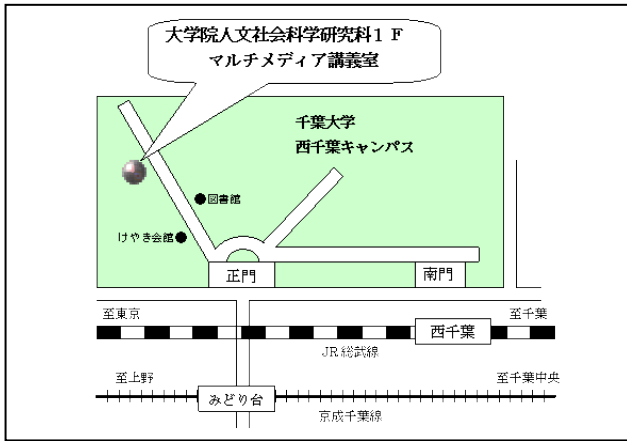 大学院人文社会科学研究科１Ｆ
マルチメディア講義室
千葉大学
西千葉キャンパス
図書館
けやき会館
正門
南門
至東京
至千葉
西千葉
JR総武線
至上野
至千葉中央
みどり台
京成千葉線